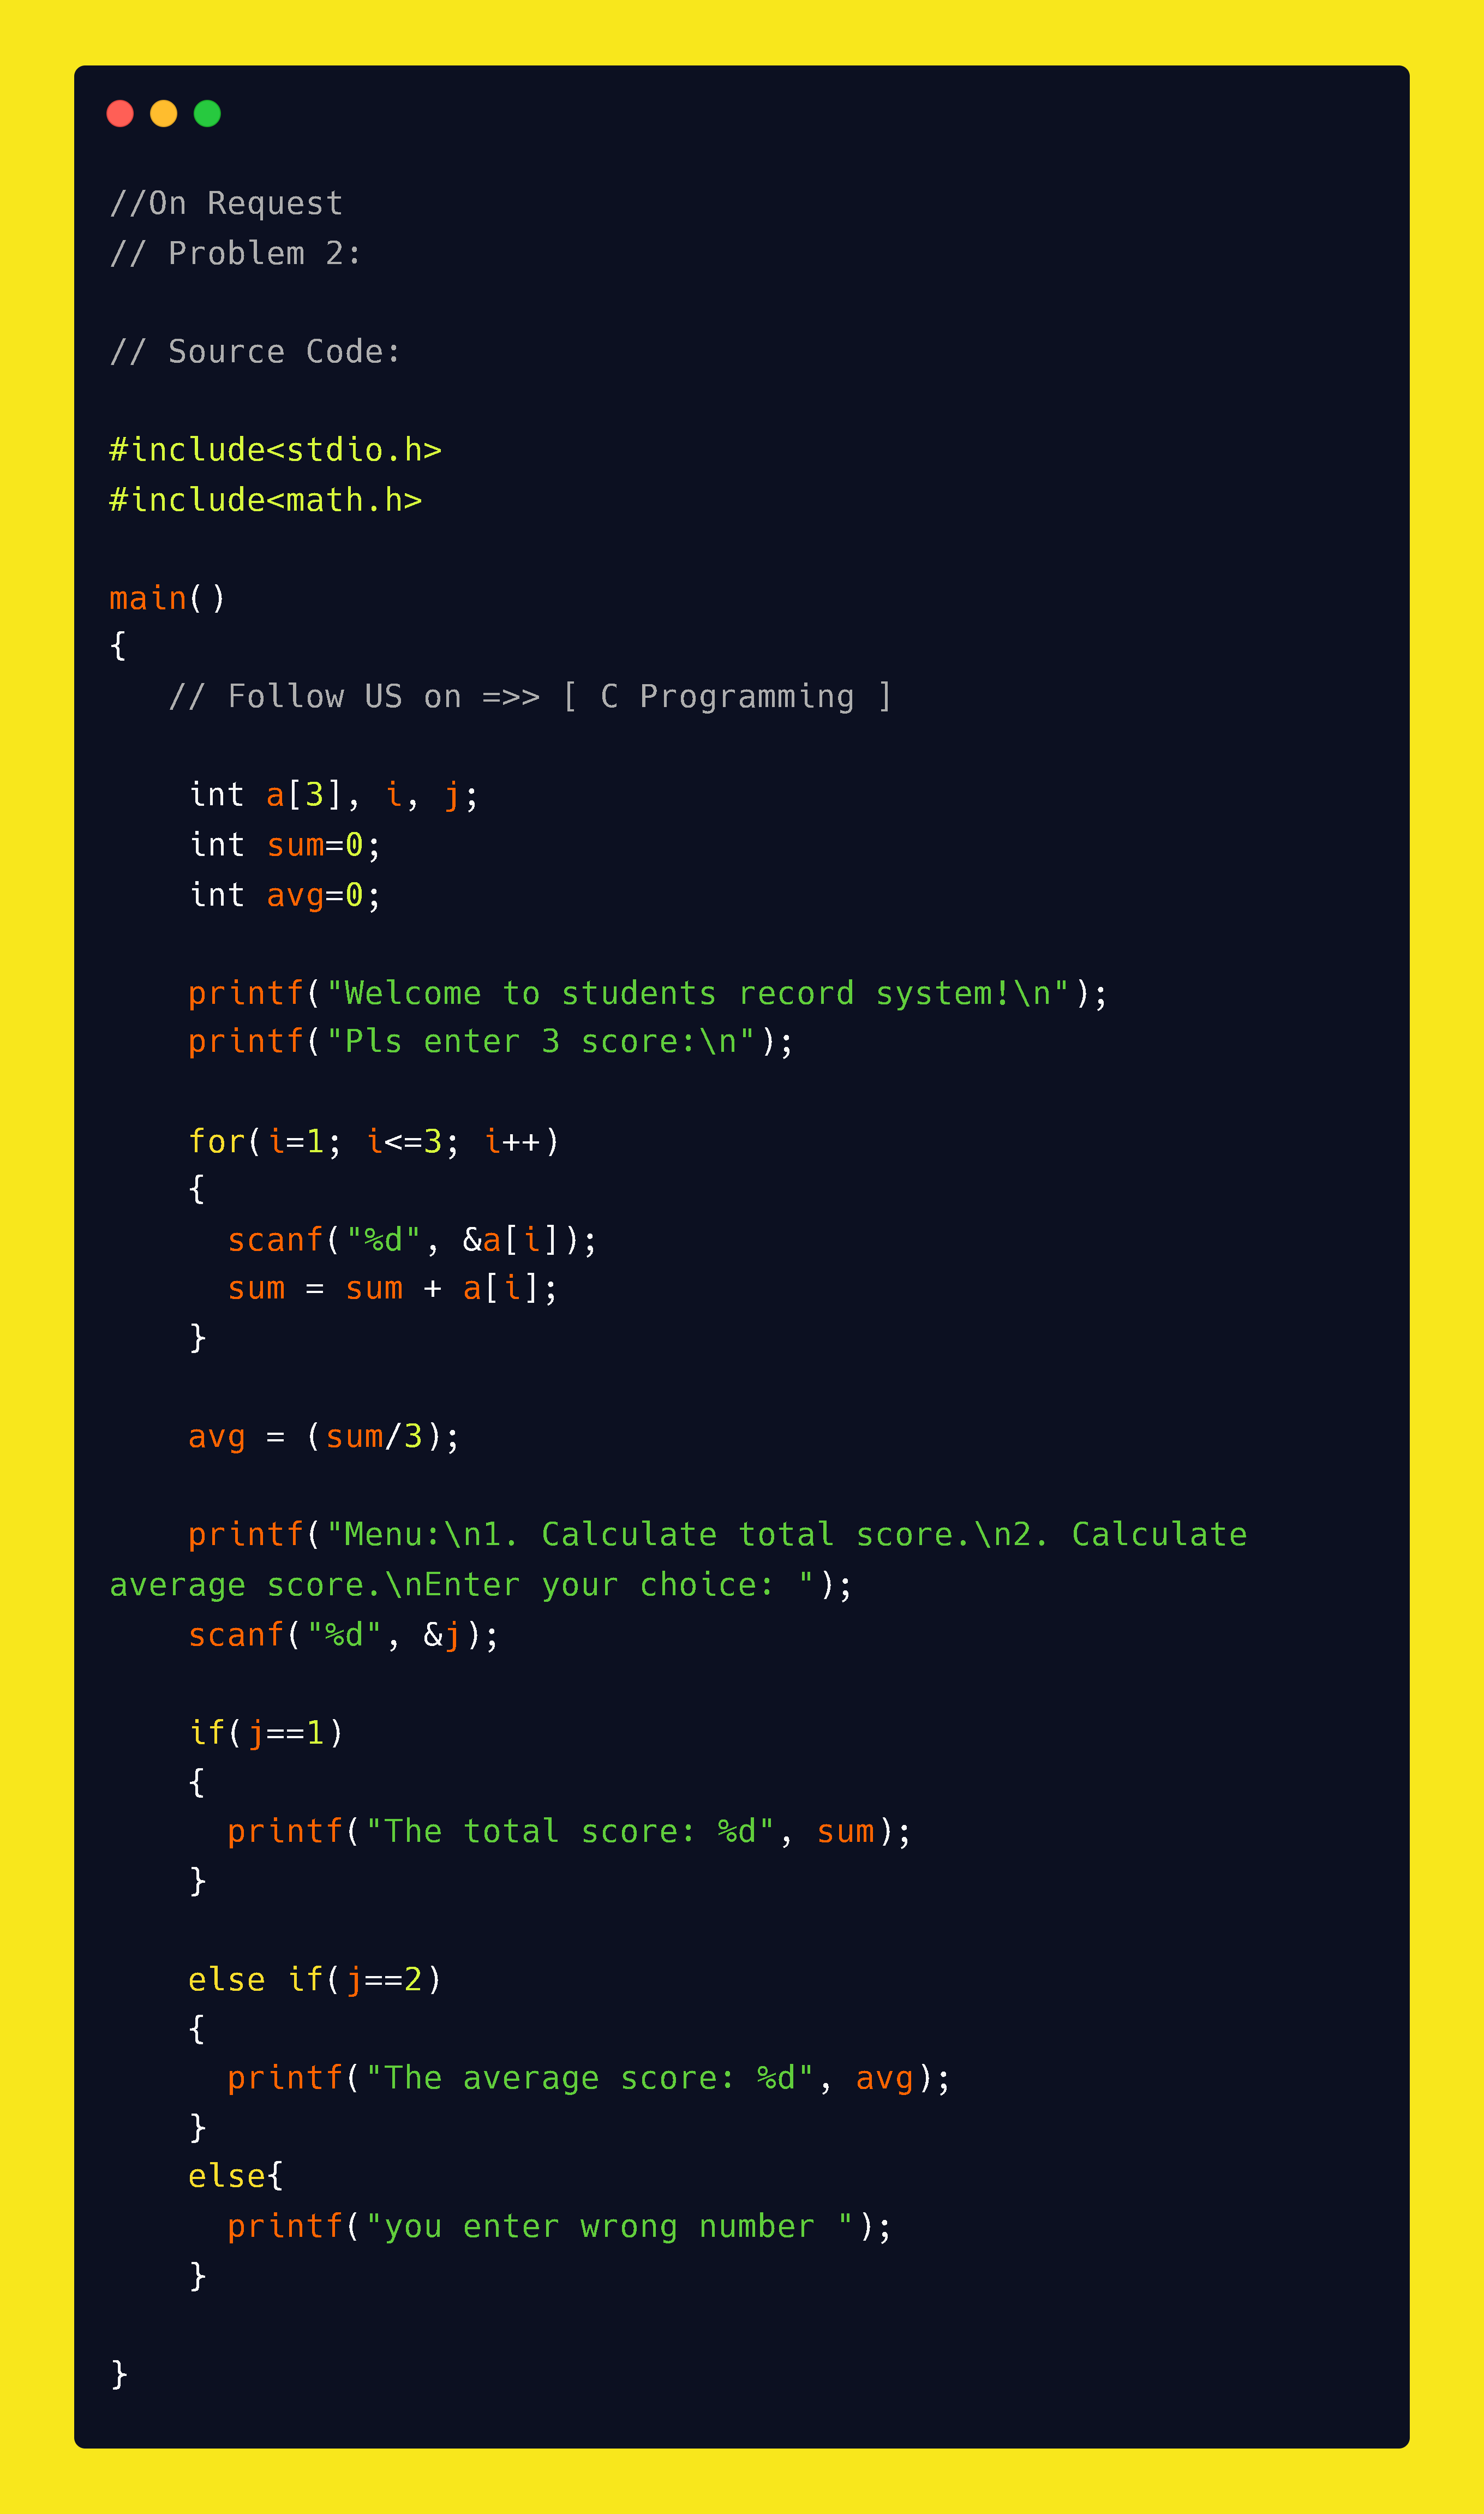 //On Request
// Problem 2:
// Source Code:
#include<stdio.h>
#include<math.h>
main()
{
// Follow US on =>> [ C Programming ]
int a[3], i, j;
int sum=0;
int avg=0;
printf("Welcome to students record system!\n");
printf("Pls enter 3 score:\n");
for(i=1; i<=3; i++)
{
scanf("%d", &a[i]);
sum = sum + a[i];
}
avg = (sum/3);
printf("Menu:\n1. Calculate total score.\n2. Calculate
average score.\nEnter your choice: ");
scanf("%d", &j);
if(j==1)
{
printf("The total score: %d", sum);
}
else if(j==2)
{
printf("The average score: %d", avg);
}
else{
printf("you enter wrong number ");
}
}